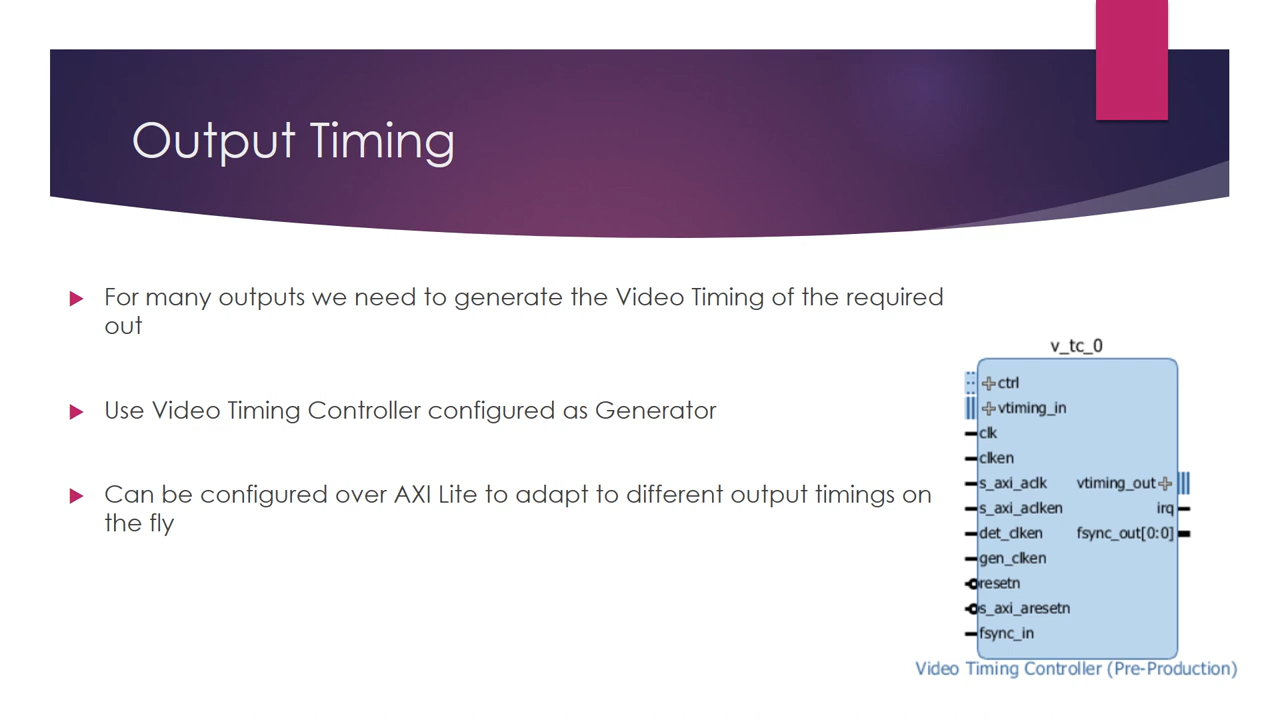 Output Timing
For many outputs we need to generate the Video Timing of the required
out
Use Video Timing Controller configured as Generator
Can be configured over AXI Lite to adapt to different output timings on
the fly
v_tc_0
ctrl
vtiming_in
clk
clken
s_axi_aclk
s_axi_aclken
det_clken
gen_clken
resetn
s_axi_aresetn
fsync_in
vtiming_out
irq
fsync_out[0:0]
Video Timing Controller (Pre-Production)